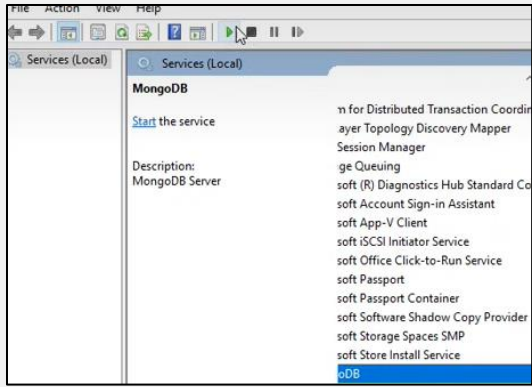 File Action View Help
Services (Local)
Services (Local)
MongoDB
Start the service
Description:
MongoDB Server
n for Distributed Transaction Coordin
ayer Topology Discovery Mapper
Session Manager
ge Queuing
soft (R) Diagnostics Hub Standard Co
soft Account Sign-in Assistant
soft App-V Client
soft iSCSI Initiator Service
soft Office Click-to-Run Service
soft Passport
soft Passport Container
soft Software Shadow Copy Provider
soft Storage Spaces SMP
soft Store Install Service
oDB